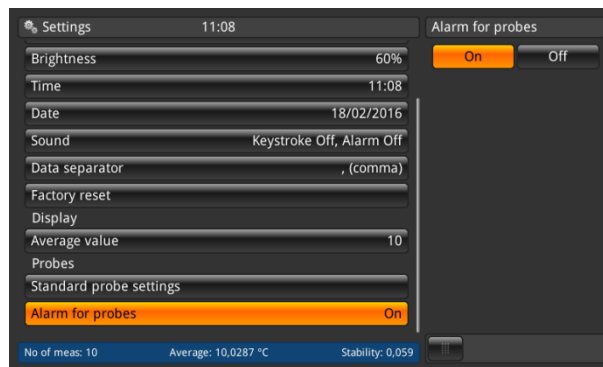 Settings 11:08
Alarm for probes
On Off
Brightness 60%
Time 11:08
Date 18/02/2016
Sound Keystroke Off, Alarm Off
Data separator , (comma)
Factory reset
Display
Average value 10
Probes
Standard probe settings
Alarm for probes On
No of meas: 10 Average: 10,0287 °C Stability: 0,059